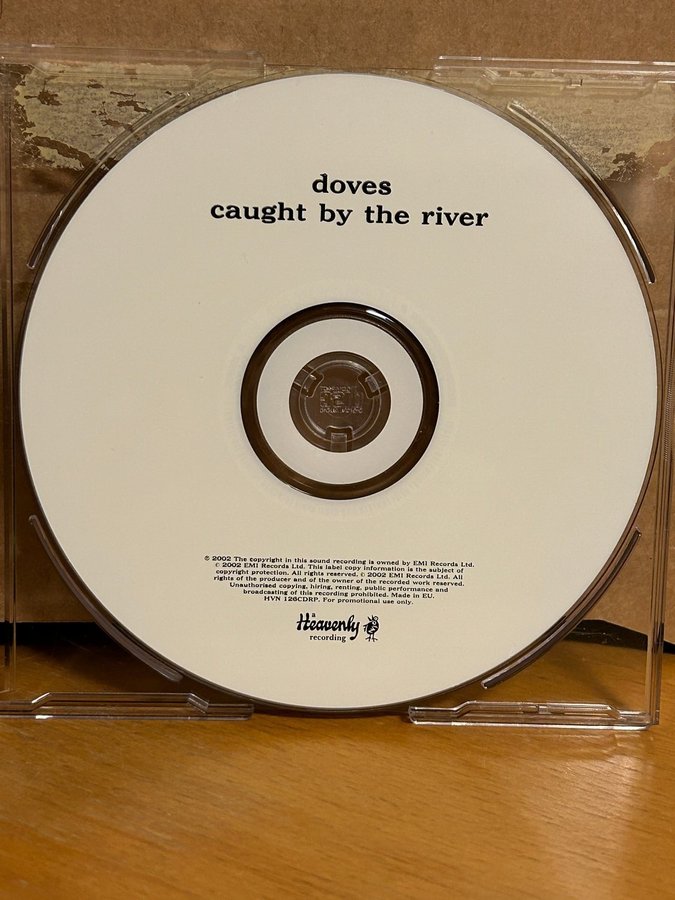 doves
caught by the river
℗ 2002 The copyright in this sound recording is owned by EMI Records Ltd.
© 2002 EMI Records Ltd. This label copy information is the subject of
copyright protection. All rights reserved. © 2002 EMI Records Ltd. All
rights of the producer and of the owner of the recorded work reserved.
Unauthorised copying, hiring, renting, public performance and
broadcasting of this recording prohibited. Made in EU.
HVN 126CDRP. For promotional use only.
a
Heavenly
recording